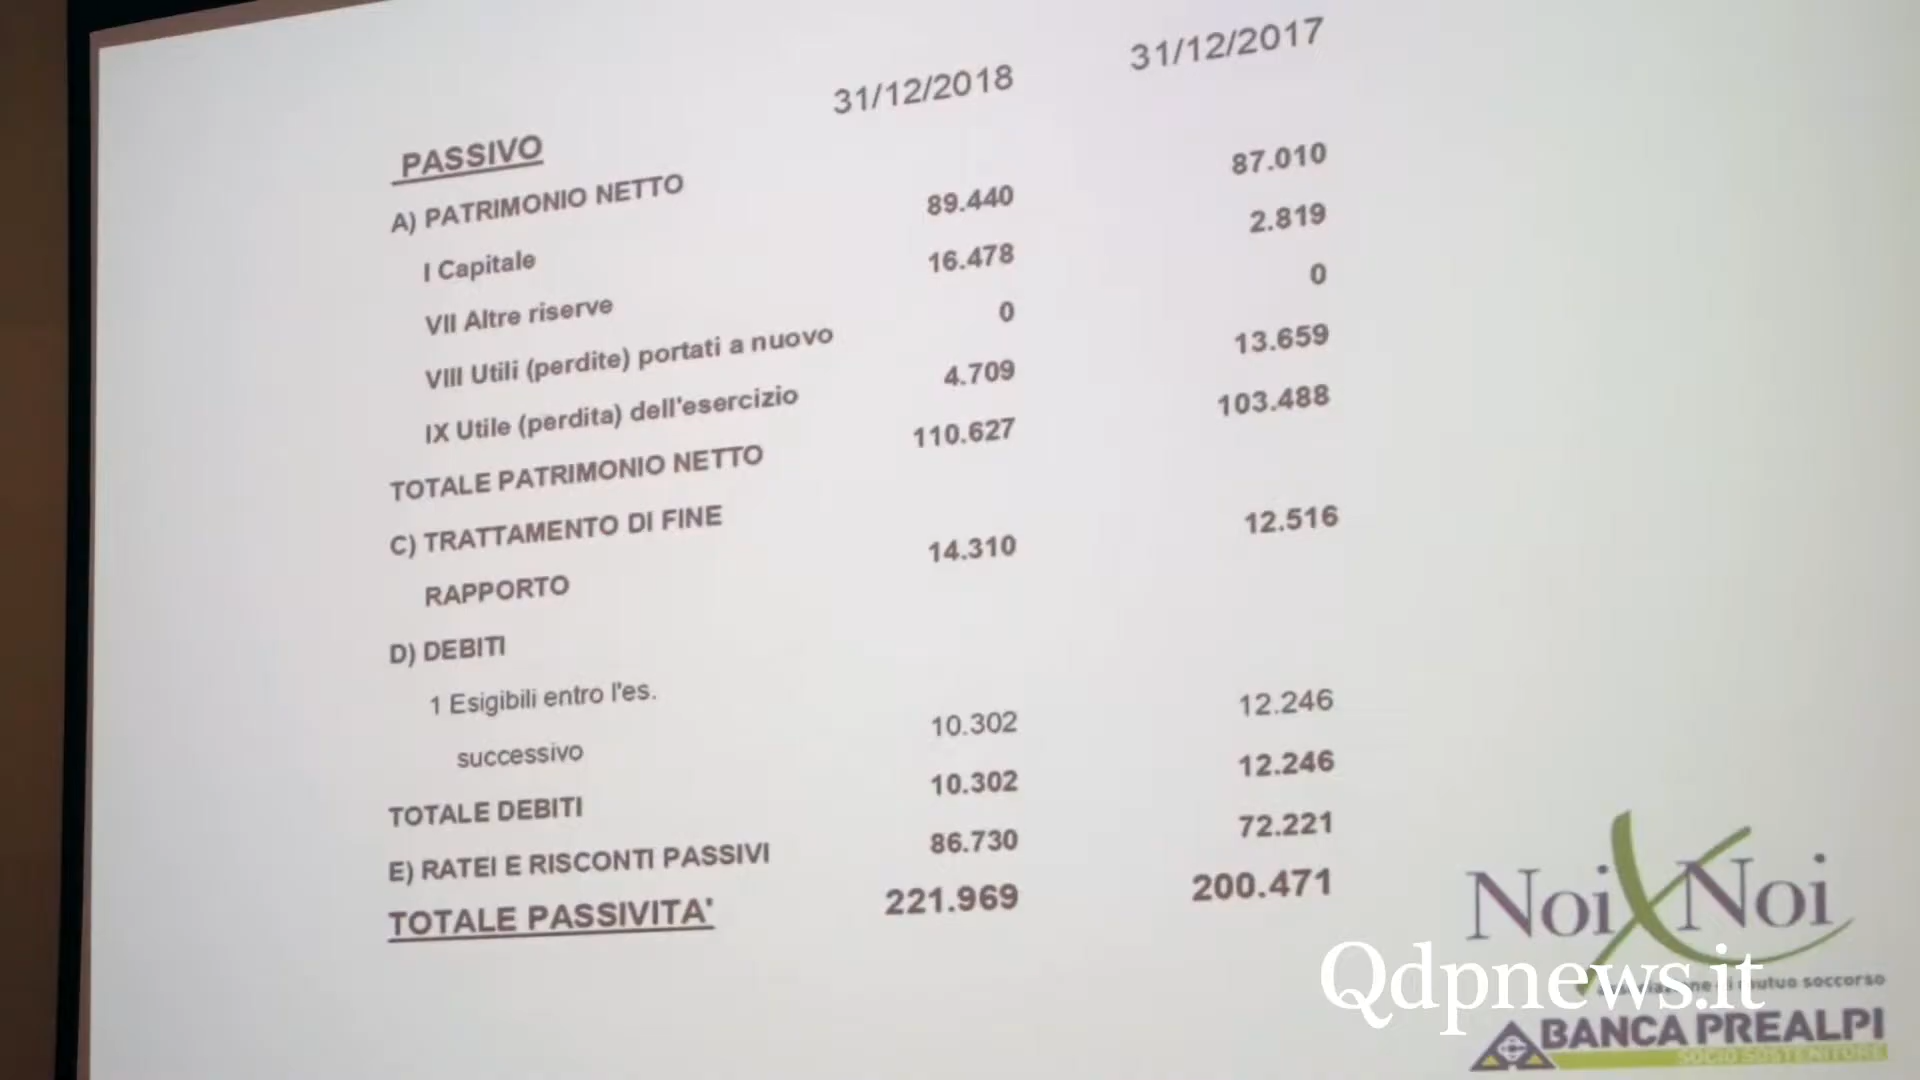 31/12/2018 31/12/2017
PASSIVO
A) PATRIMONIO NETTO
I Capitale 89.440 87.010
VII Altre riserve 16.478 2.819
VIII Utili (perdite) portati a nuovo 0 0
IX Utile (perdita) dell'esercizio 4.709 13.659
TOTALE PATRIMONIO NETTO 110.627 103.488
C) TRATTAMENTO DI FINE
RAPPORTO 14.310 12.516
D) DEBITI
1 Esigibili entro l'es.
successivo 10.302 12.246
TOTALE DEBITI 10.302 12.246
E) RATEI E RISCONTI PASSIVI 86.730 72.221
TOTALE PASSIVITA' 221.969 200.471
NoiXNoi
mutuo soccorso
Qdpnews.it
BANCA PREALPI
SOCIO SOSTENITORE